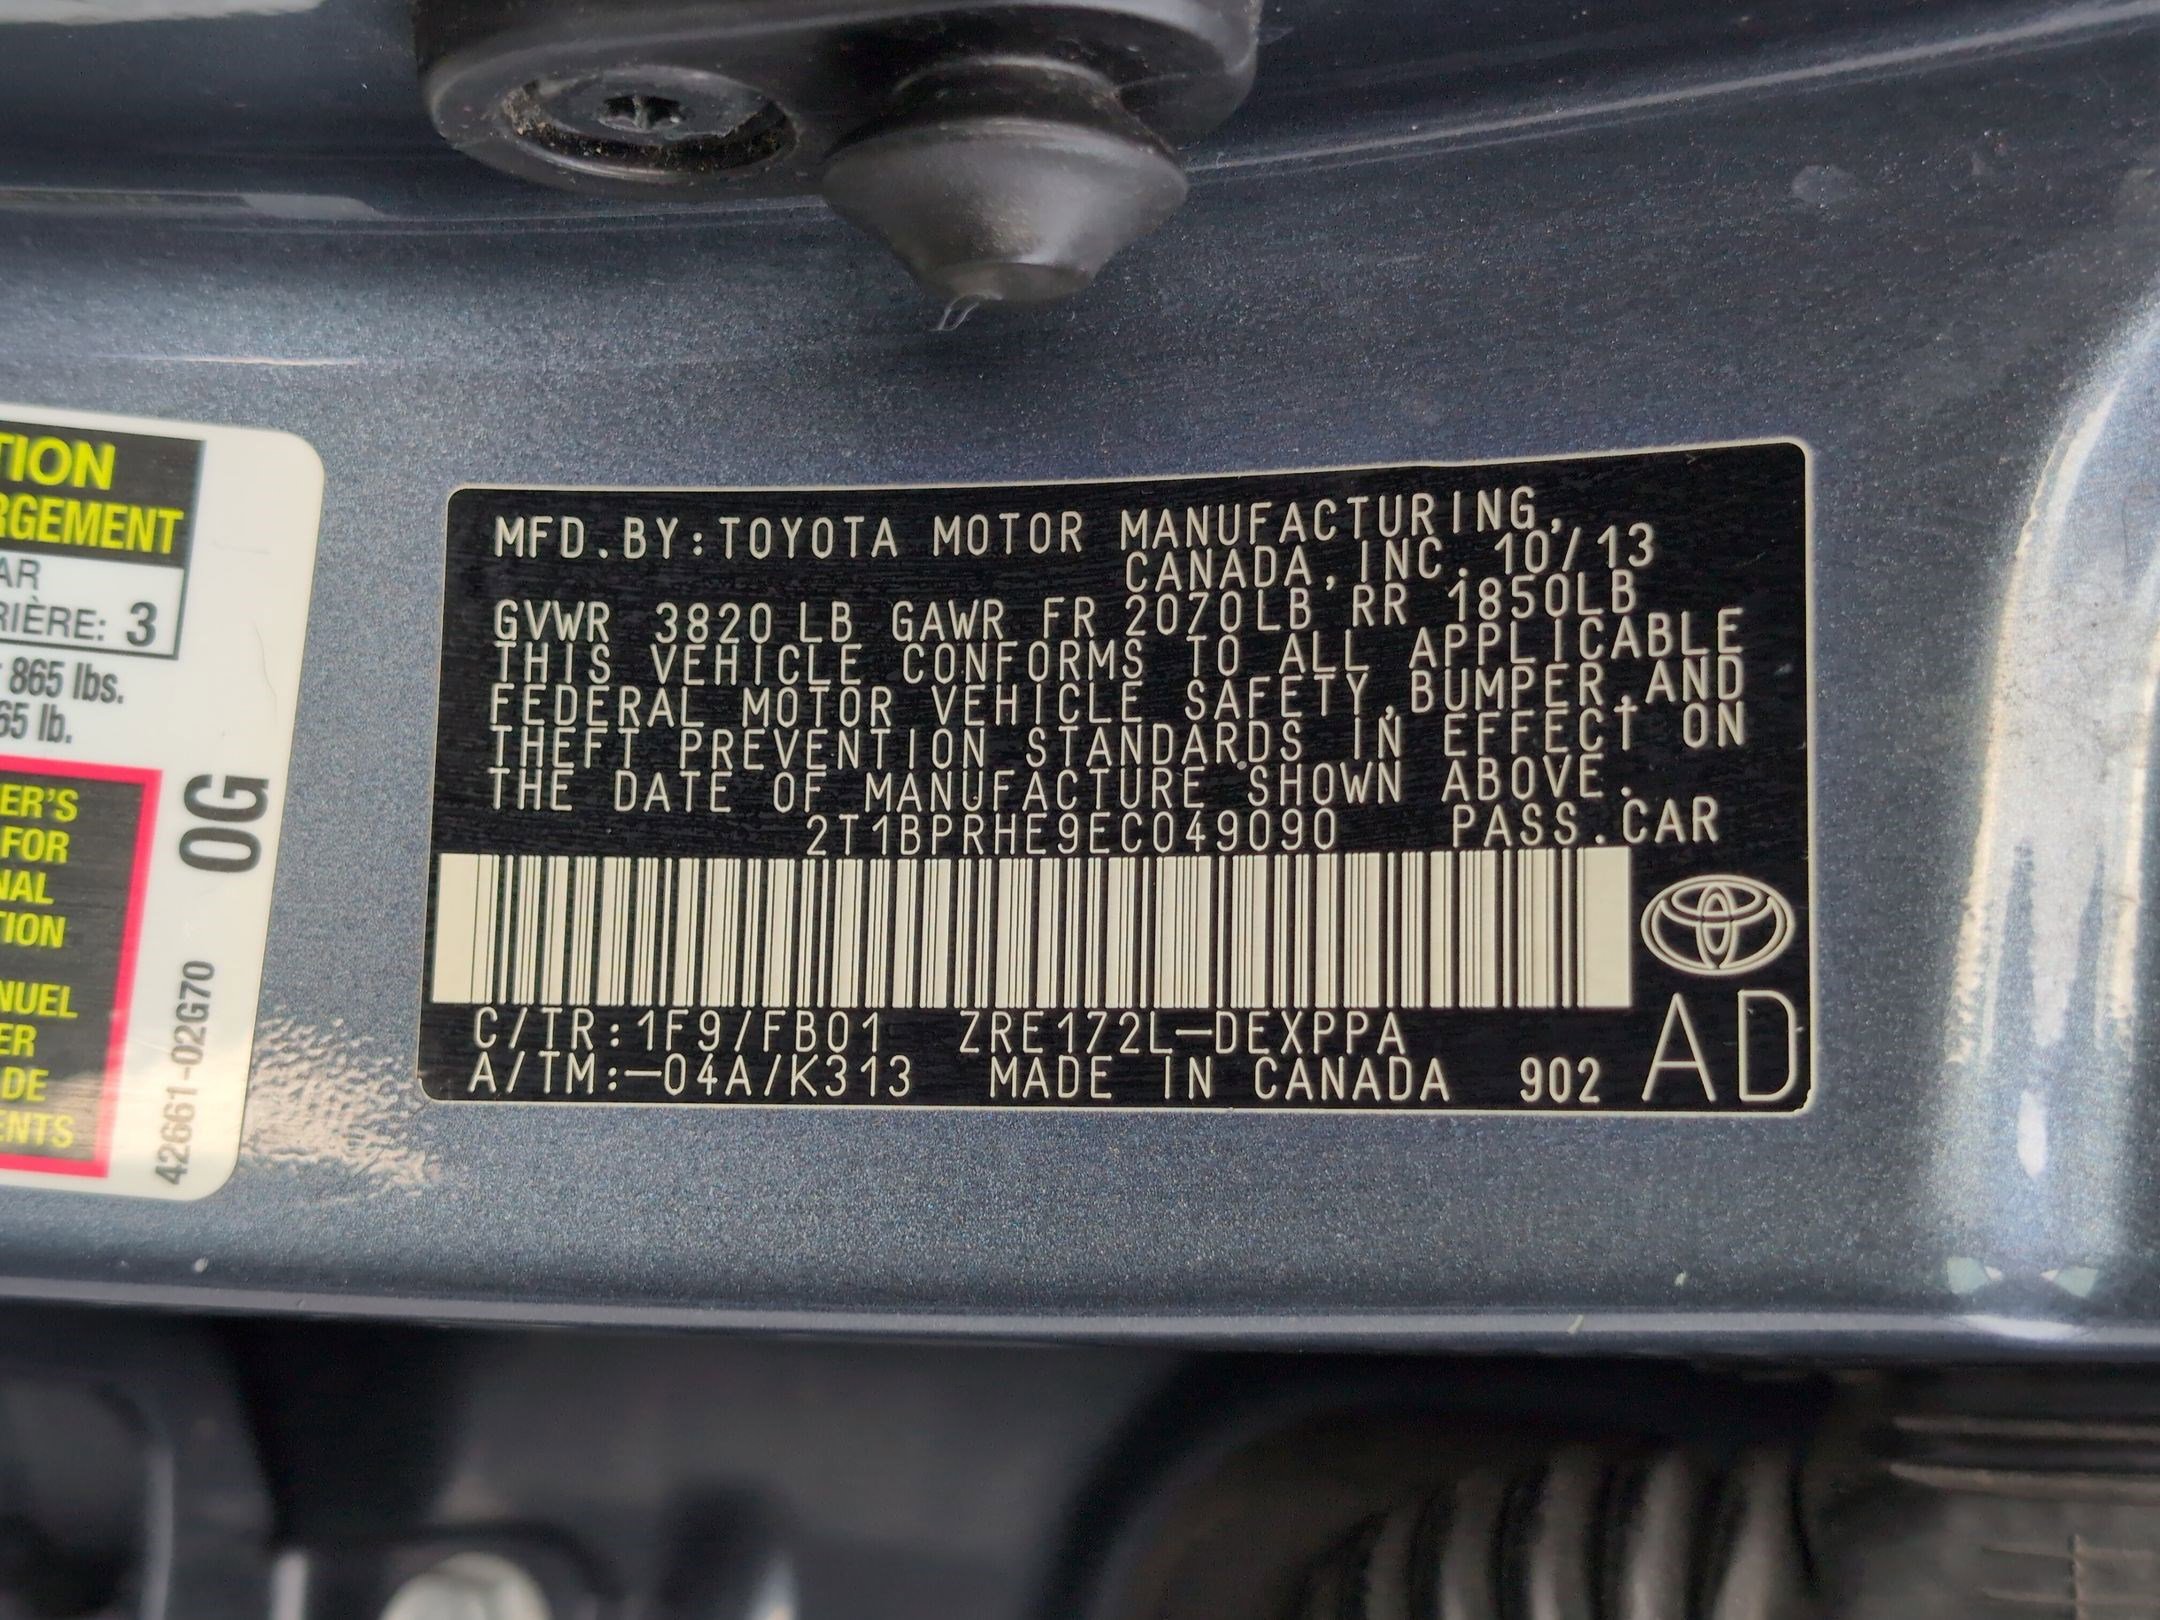 TION
RGEMENT
AR
RIÈRE: 3
865 lbs.
65 lb.
ER'S
FOR
NAL
TION
NUEL
ER
DE
ENTS
0G
42661-02G70
MFD.BY:TOYOTA MOTOR MANUFACTURING,
CANADA,INC. 10/13
GVWR 3820 LB GAWR FR 2070LB RR 1850LB
THIS VEHICLE CONFORMS TO ALL APPLICABLE
FEDERAL MOTOR VEHICLE SAFETY,BUMPER,AND
THEFT PREVENTION STANDARDS IN EFFECT ON
THE DATE OF MANUFACTURE SHOWN ABOVE.
2T1BPRHE9EC049090 PASS.CAR
C/TR:1F9/FB01 ZRE172L-DEXPPA
A/TM:-04A/K313 MADE IN CANADA 902
AD